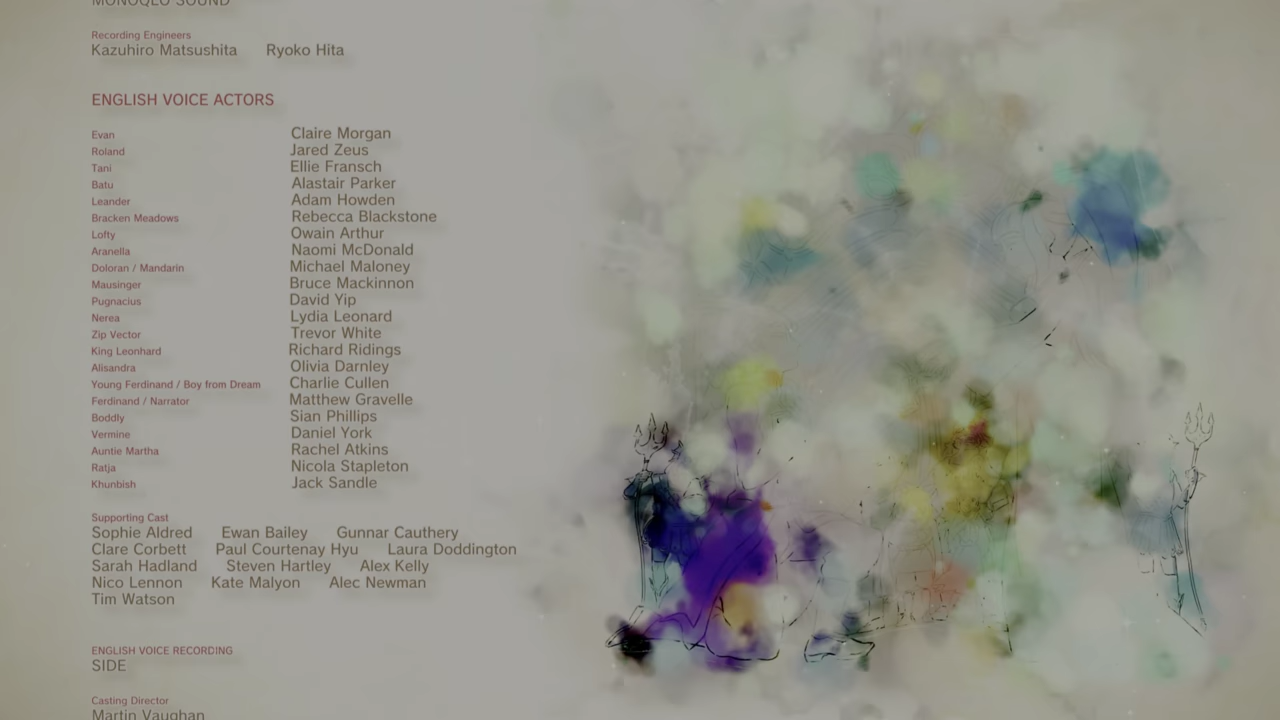 MONOQLO SOUND
Recording Engineers
Kazuhiro Matsushita Ryoko Hita
ENGLISH VOICE ACTORS
Evan Claire Morgan
Roland Jared Zeus
Tani Ellie Fransch
Batu Alastair Parker
Leander Adam Howden
Bracken Meadows Rebecca Blackstone
Lofty Owain Arthur
Aranella Naomi McDonald
Doloran / Mandarin Michael Maloney
Mausinger Bruce Mackinnon
Pugnacius David Yip
Nerea Lydia Leonard
Zip Vector Trevor White
King Leonhard Richard Ridings
Alisandra Olivia Darnley
Young Ferdinand / Boy from Dream Charlie Cullen
Ferdinand / Narrator Matthew Gravelle
Boddly Sian Phillips
Vermine Daniel York
Auntie Martha Rachel Atkins
Ratja Nicola Stapleton
Khunbish Jack Sandle
Supporting Cast
Sophie Aldred Ewan Bailey Gunnar Cauthery
Clare Corbett Paul Courtenay Hyu Laura Doddington
Sarah Hadland Steven Hartley Alex Kelly
Nico Lennon Kate Malyon Alec Newman
Tim Watson
ENGLISH VOICE RECORDING
SIDE
Casting Director
Martin Vaughan